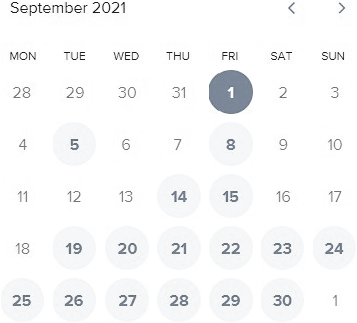 September 2021
MON TUE WED THU FRI SAT SUN
28 29 30 31 1 2 3
4 5 6 7 8 9 10
11 12 13 14 15 16 17
18 19 20 21 22 23 24
25 26 27 28 29 30 1